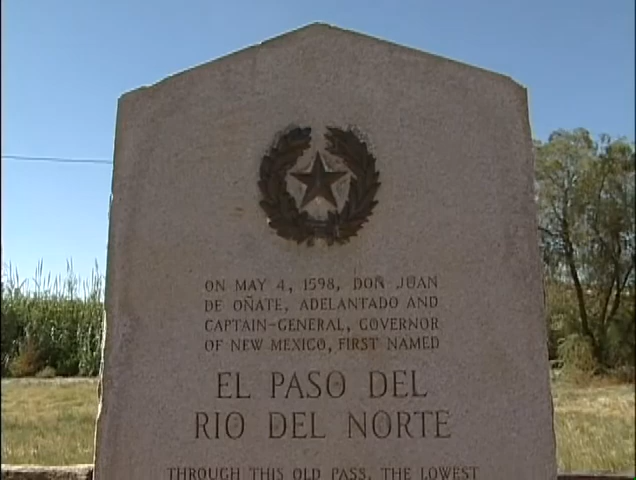 ON MAY 4, 1598, DON JUAN
DE OÑATE, ADELANTADO AND
CAPTAIN-GENERAL, GOVERNOR
OF NEW MEXICO, FIRST NAMED
EL PASO DEL
RIO DEL NORTE
THROUGH THIS OLD PASS, THE LOWEST